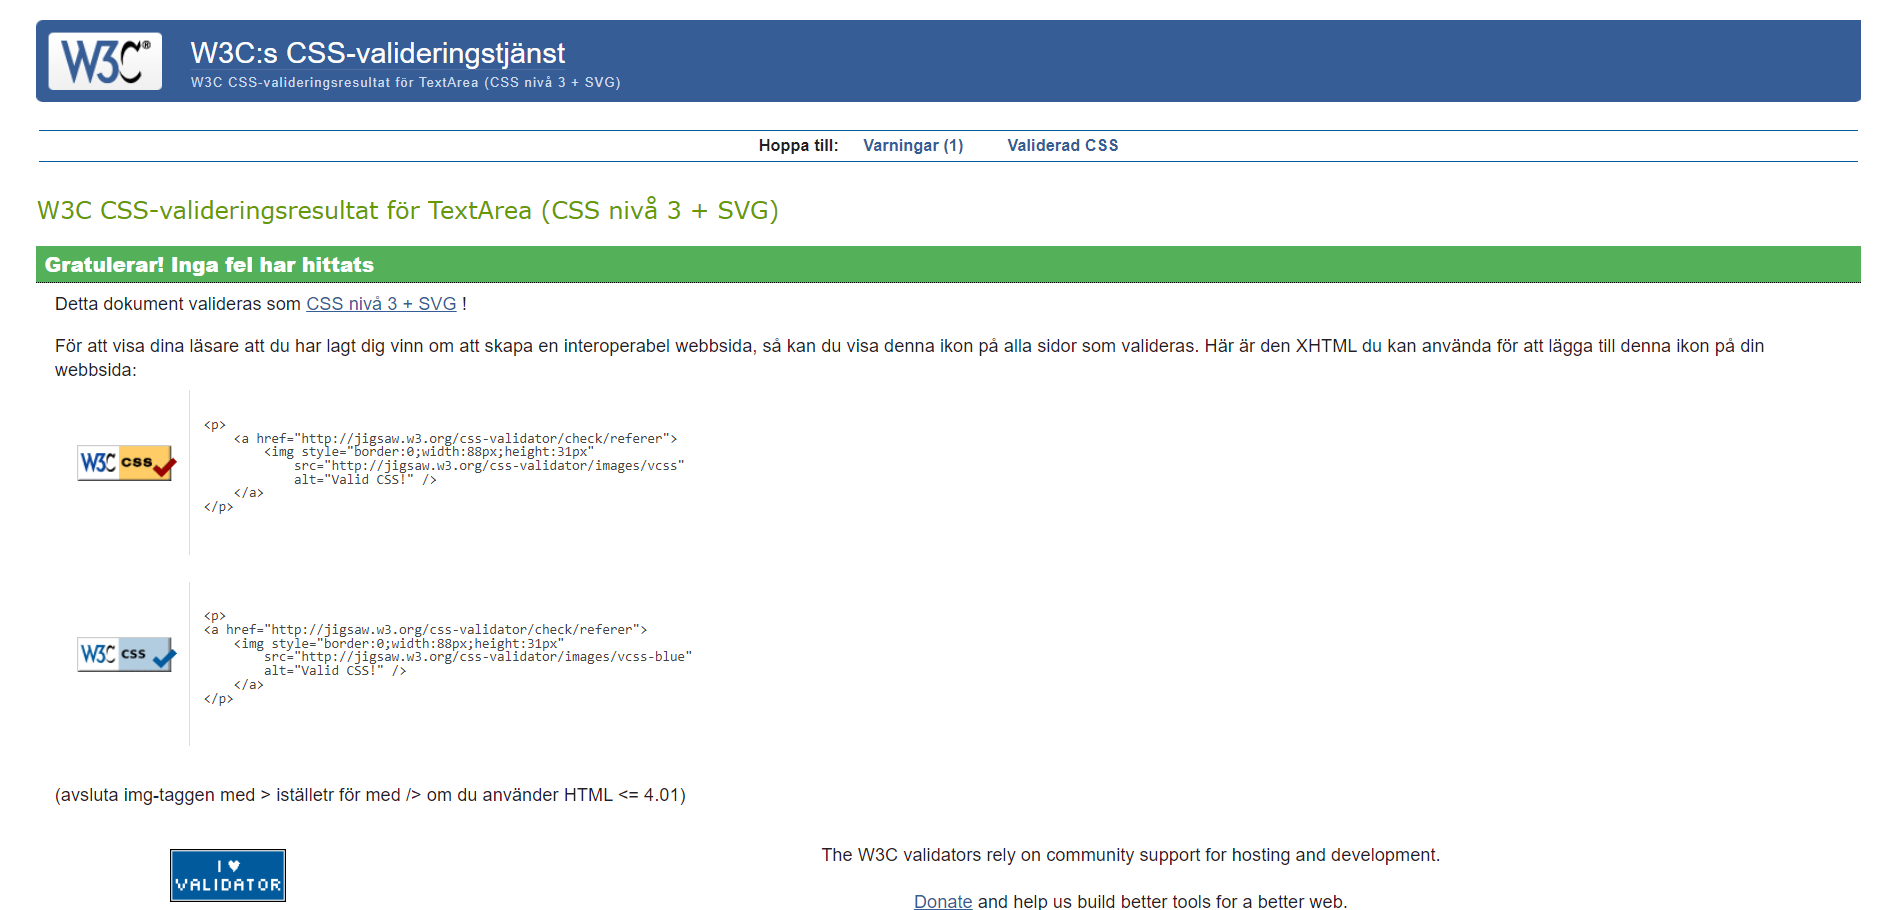 W3C®
W3C:s CSS-valideringstjänst
W3C CSS-valideringsresultat för TextArea (CSS nivå 3 + SVG)
Hoppa till: Varningar (1) Validerad CSS
W3C CSS-valideringsresultat för TextArea (CSS nivå 3 + SVG)
Gratulerar! Inga fel har hittats
Detta dokument valideras som CSS nivå 3 + SVG !
För att visa dina läsare att du har lagt dig vinn om att skapa en interoperabel webbsida, så kan du visa denna ikon på alla sidor som valideras. Här är den XHTML du kan använda för att lägga till denna ikon på din
webbsida:
W3C css
<p>
<a href="http://jigsaw.w3.org/css-validator/check/referer">
<img style="border:0;width:88px;height:31px"
src="http://jigsaw.w3.org/css-validator/images/vcss"
alt="Valid CSS!" />
</a>
</p>
W3C css
<p>
<a href="http://jigsaw.w3.org/css-validator/check/referer">
<img style="border:0;width:88px;height:31px"
src="http://jigsaw.w3.org/css-validator/images/vcss-blue"
alt="Valid CSS!" />
</a>
</p>
(avsluta img-taggen med > iställetr för med /> om du använder HTML <= 4.01)
I ♥
VALIDATOR
The W3C validators rely on community support for hosting and development.
Donate and help us build better tools for a better web.